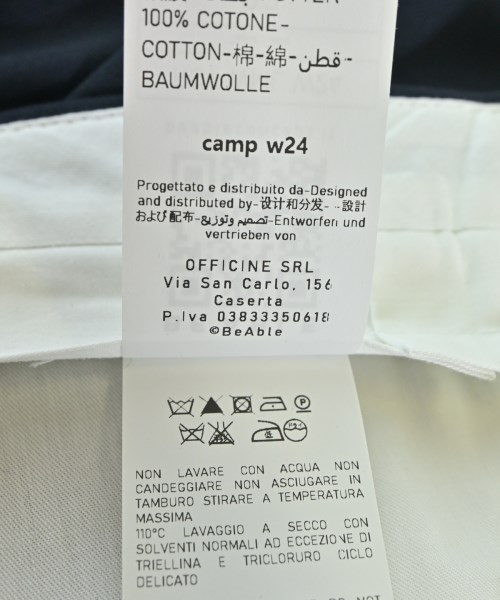 100% COTONE-
COTTON-棉-綿-قطن-
BAUMWOLLE
camp w24
Progettato e distribuito da-Designed
and distributed by-设计和分发- -設計
および配布-تصميم وتوزيع-Entworfen und
vertrieben von
OFFICINE SRL
Via San Carlo, 156
Caserta
P.Iva 03833350618
©BeAble
NON LAVARE CON ACQUA NON
CANDEGGIARE NON ASCIUGARE IN
TAMBURO STIRARE A TEMPERATURA
MASSIMA
110°C LAVAGGIO A SECCO CON
SOLVENTI NORMALI AD ECCEZIONE DI
TRIELLINA E TRICLORURO CICLO
DELICATO